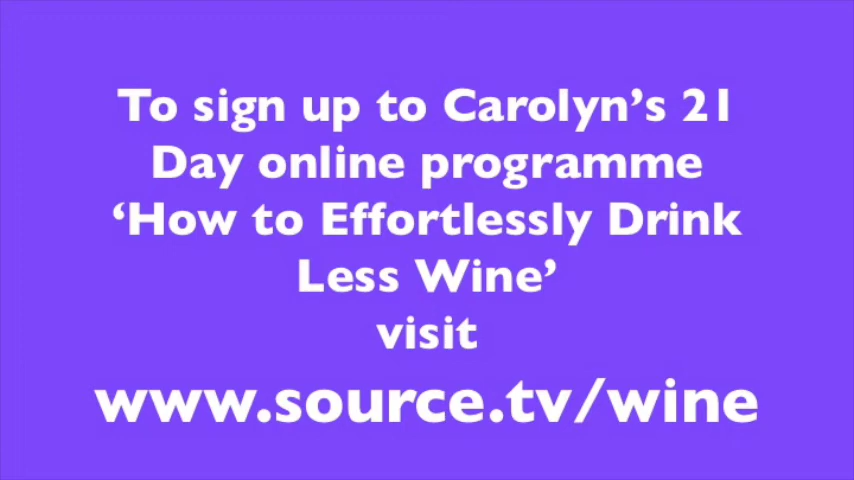 To sign up to Carolyn’s 21
Day online programme
‘How to Effortlessly Drink
Less Wine’
visit
www.source.tv/wine